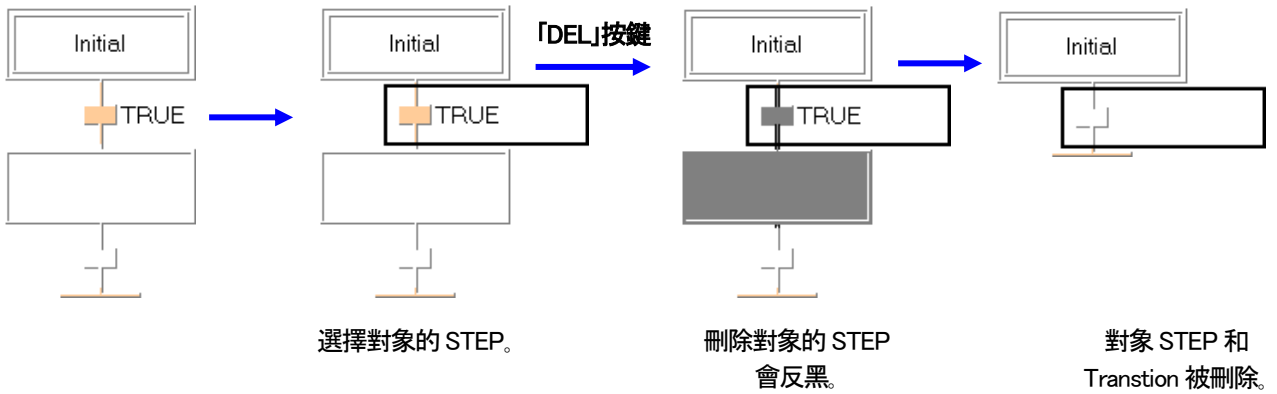 Initial
TRUE
Initial
TRUE
「DEL」按鍵
Initial
TRUE
Initial
選擇對象的 STEP。
刪除對象的 STEP
會反黑。
對象 STEP 和
Transtion 被刪除。